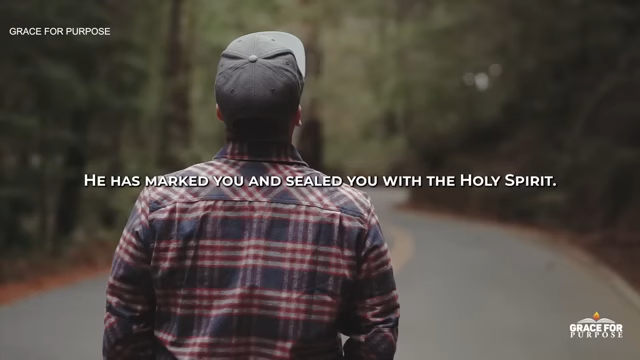 GRACE FOR PURPOSE
He has marked you and sealed you with the Holy Spirit.
GRACE FOR
PURPOSE